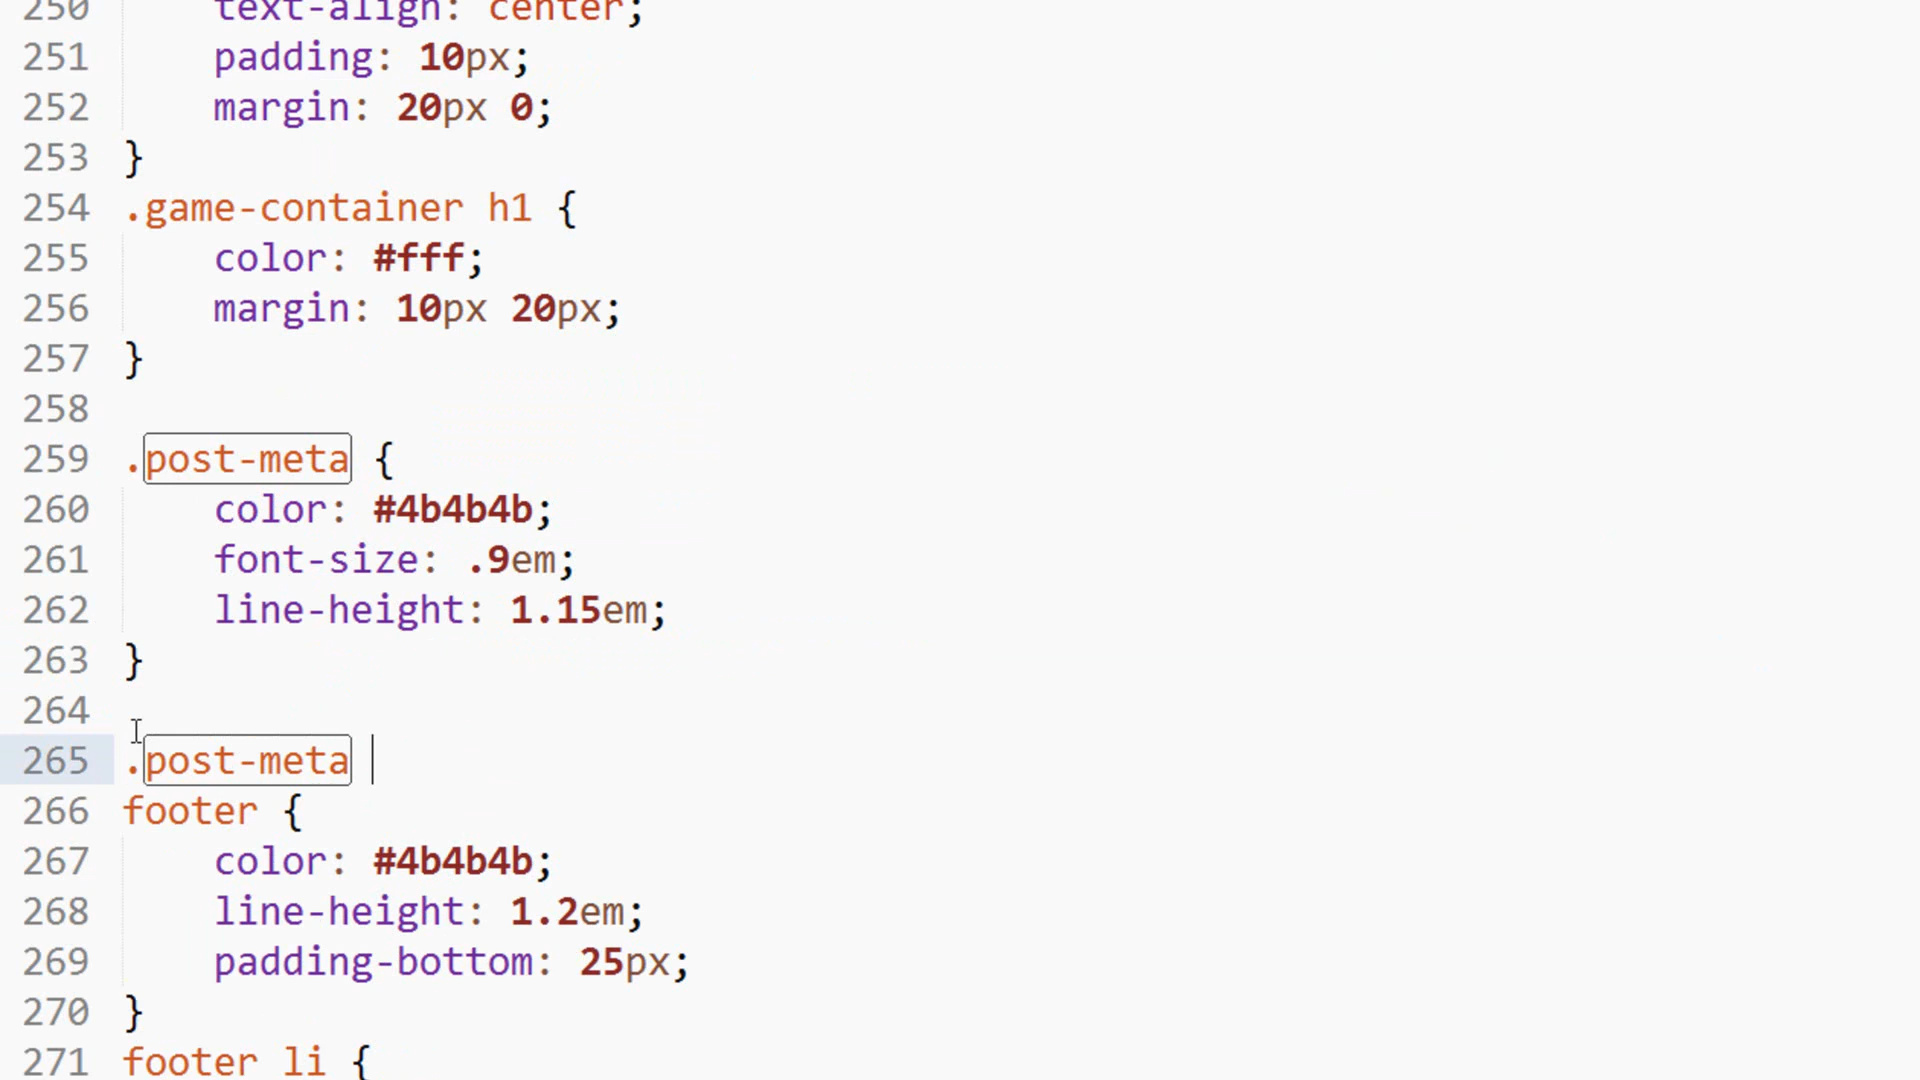 250 text-align: center;
251 padding: 10px;
252 margin: 20px 0;
253 }
254 .game-container h1 {
255 color: #fff;
256 margin: 10px 20px;
257 }
258
259 .post-meta {
260 color: #4b4b4b;
261 font-size: .9em;
262 line-height: 1.15em;
263 }
264
265 .post-meta
266 footer {
267 color: #4b4b4b;
268 line-height: 1.2em;
269 padding-bottom: 25px;
270 }
271 footer li {